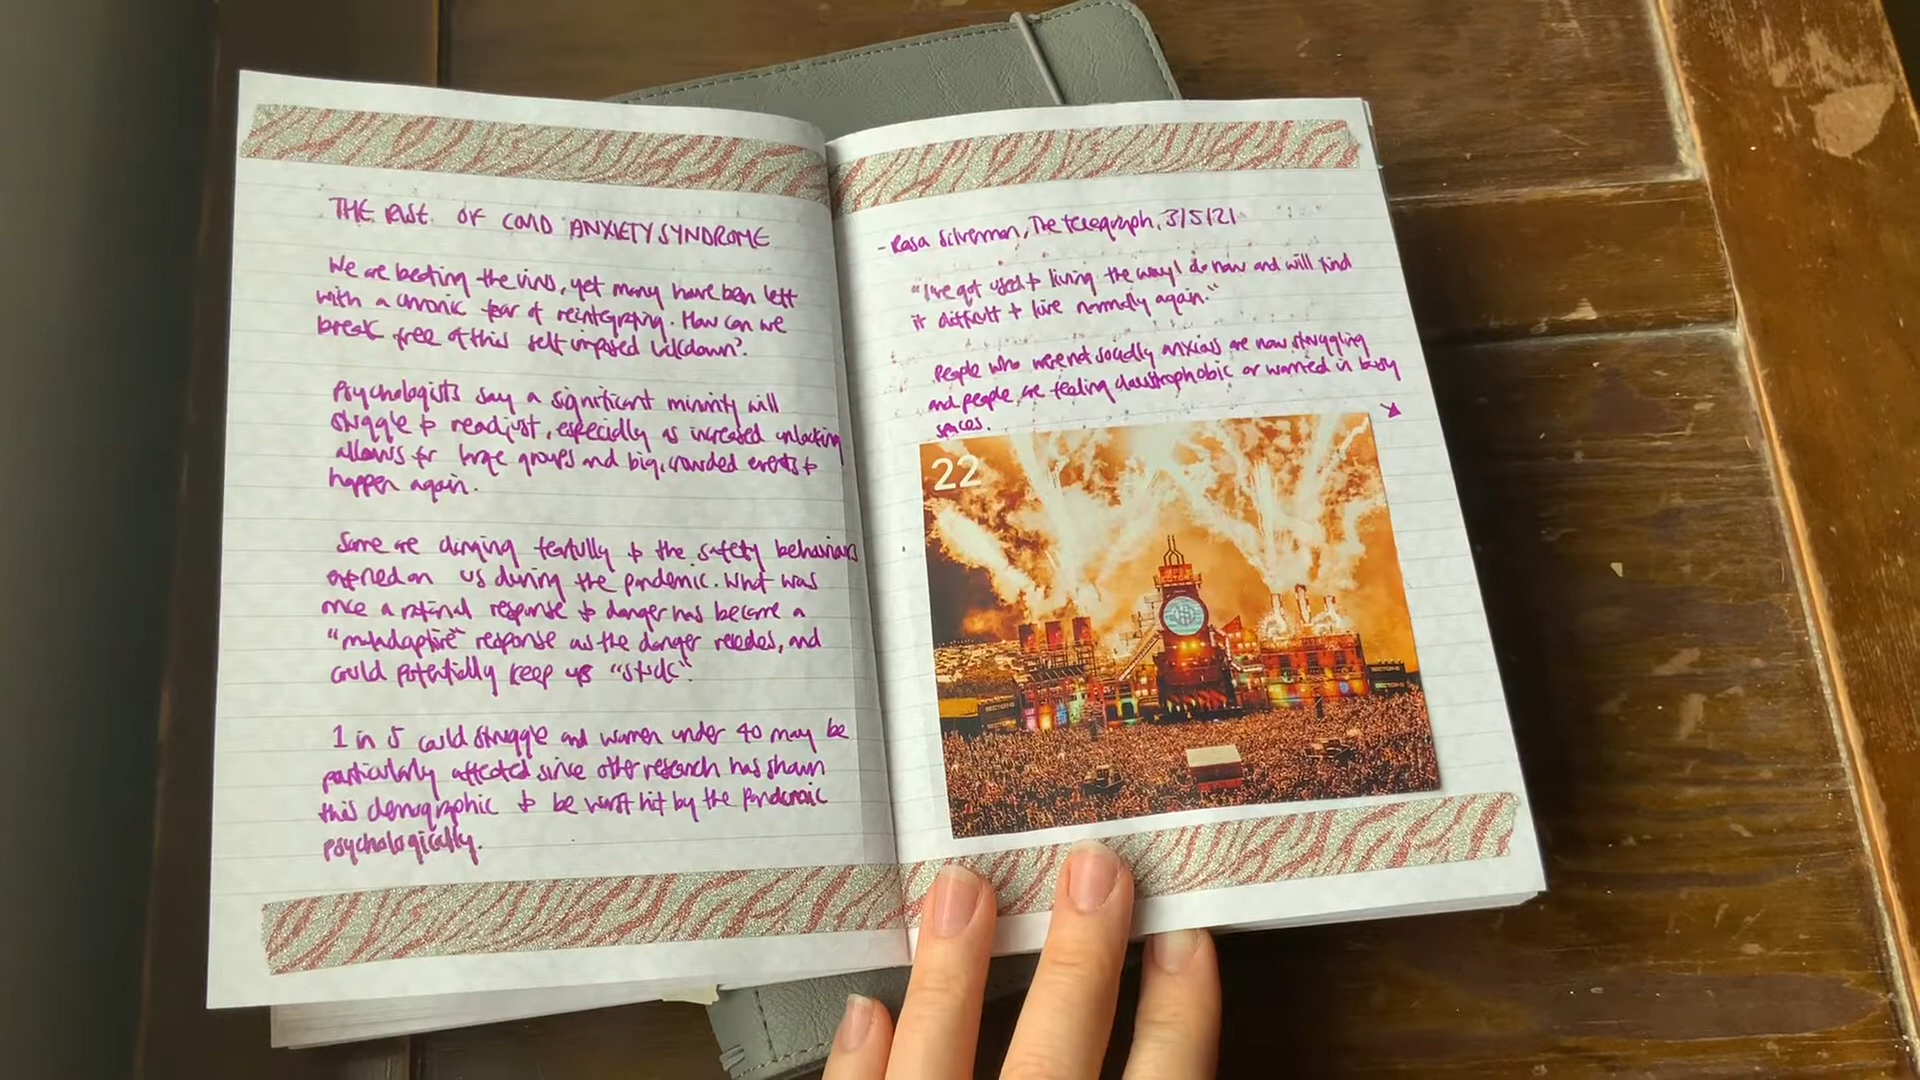 THE RISE OF COVID ANXIETY SYNDROME
We are beating the virus, yet many have been left
with a chronic fear of reintegrating. How can we
break free of this self imposed lockdown?
Psychologists say a significant minority will
struggle to readjust, especially as increased unlocking
allows for large groups and big, crowded events to
happen again.
Some are clinging fearfully to the safety behaviours
on us during the pandemic. What was
once a rational response to danger has become a
"maladaptive" response as the danger recedes, and
could potentially keep us "stuck".
1 in 5 could struggle and women under 40 may be
particularly affected since other research has shown
this demographic to be worst hit by the pandemic
psychologically.
- Rosa Silverman, The telegraph, 3/5/21
"I've got used to living the way I do now and will find
it difficult to live normally again."
People who were not socially anxious are now struggling
and people are feeling claustrophobic or worried in busy
spaces.
22